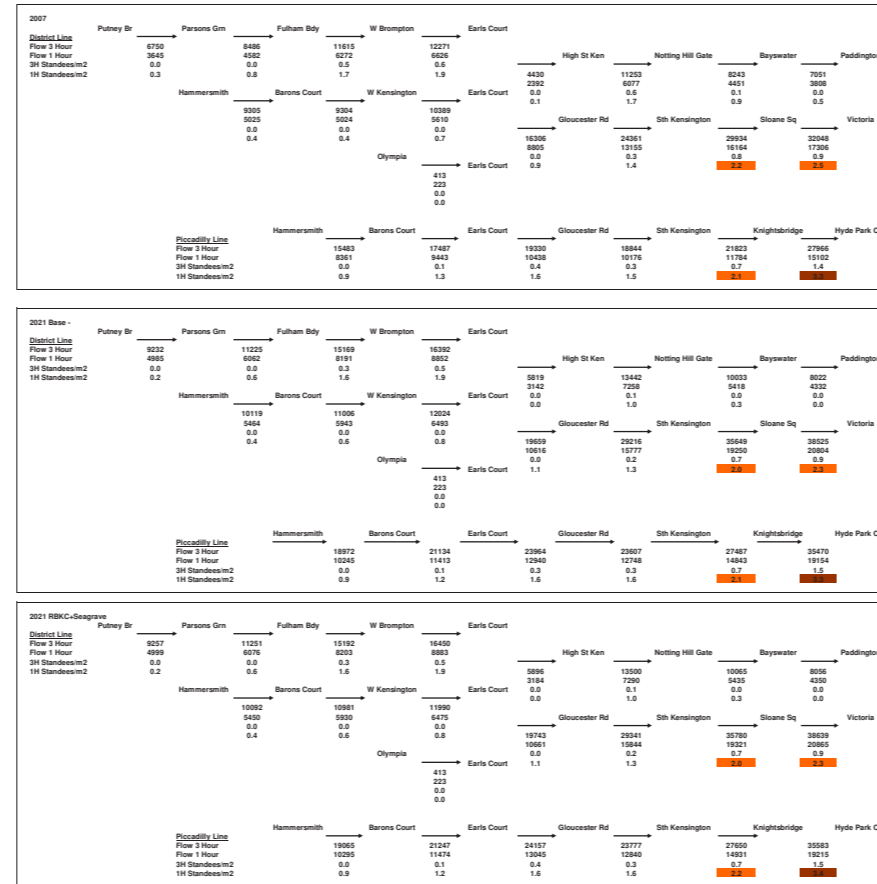 2007
Putney Br Parsons Grn Fulham Bdy W Brompton Earls Court
District Line
Flow 3 Hour 6750 8486 11615 12271
Flow 1 Hour 3645 4582 6272 6626
3H Standees/m2 0.0 0.0 0.5 0.6
1H Standees/m2 0.3 0.8 1.7 1.9
High St Ken Notting Hill Gate Bayswater Paddington
4430 11253 8243 7051
2392 6077 4451 3808
0.0 0.6 0.1 0.0
0.1 1.7 0.9 0.5
Hammersmith Barons Court W Kensington Earls Court
9305 9304 10389
5025 5024 5610
0.0 0.0 0.0
0.4 0.4 0.7
Gloucester Rd Sth Kensington Sloane Sq Victoria
16306 24361 29934 32048
8805 13155 16164 17306
0.0 0.3 0.8 0.9
0.9 1.4 2.2 2.5
Olympia Earls Court
413
223
0.0
0.0
Hammersmith Barons Court Earls Court Gloucester Rd Sth Kensington Knightsbridge Hyde Park C
Piccadilly Line
Flow 3 Hour 15483 17487 19330 18844 21823 27966
Flow 1 Hour 8361 9443 10438 10176 11784 15102
3H Standees/m2 0.0 0.1 0.4 0.3 0.7 1.4
1H Standees/m2 0.9 1.3 1.6 1.5 2.1
2021 Base -
Putney Br Parsons Grn Fulham Bdy W Brompton Earls Court
District Line
Flow 3 Hour 9232 11225 15169 16392
Flow 1 Hour 4985 6062 8191 8852
3H Standees/m2 0.0 0.0 0.3 0.5
1H Standees/m2 0.2 0.6 1.6 1.9
High St Ken Notting Hill Gate Bayswater Paddington
5819 13442 10033 8022
3142 7258 5418 4332
0.0 0.1 0.0 0.0
0.0 1.0 0.3 0.0
Hammersmith Barons Court W Kensington Earls Court
10119 11006 12024
5464 5943 6493
0.0 0.0 0.0
0.4 0.6 0.8
Gloucester Rd Sth Kensington Sloane Sq Victoria
19659 29216 35649 38525
10616 15777 19250 20804
0.0 0.2 0.7 0.9
1.1 1.3 2.0 2.3
Olympia Earls Court
413
223
0.0
0.0
Hammersmith Barons Court Earls Court Gloucester Rd Sth Kensington Knightsbridge Hyde Park C
Piccadilly Line
Flow 3 Hour 18972 21134 23964 23607 27487 35470
Flow 1 Hour 10245 11413 12940 12748 14843 19154
3H Standees/m2 0.0 0.1 0.3 0.3 0.7 1.5
1H Standees/m2 0.9 1.2 1.6 1.6 2.1
2021 RBKC+Seagrave
Putney Br Parsons Grn Fulham Bdy W Brompton Earls Court
District Line
Flow 3 Hour 9257 11251 15192 16450
Flow 1 Hour 4999 6076 8203 8883
3H Standees/m2 0.0 0.0 0.3 0.5
1H Standees/m2 0.2 0.6 1.6 1.9
High St Ken Notting Hill Gate Bayswater Paddington
5896 13500 10065 8056
3184 7290 5435 4350
0.0 0.1 0.0 0.0
0.0 1.0 0.3 0.0
Hammersmith Barons Court W Kensington Earls Court
10092 10981 11990
5450 5930 6475
0.0 0.0 0.0
0.4 0.6 0.8
Gloucester Rd Sth Kensington Sloane Sq Victoria
19743 29341 35780 38639
10661 15844 19321 20865
0.0 0.2 0.7 0.9
1.1 1.3 2.0 2.3
Olympia Earls Court
413
223
0.0
0.0
Hammersmith Barons Court Earls Court Gloucester Rd Sth Kensington Knightsbridge Hyde Park C
Piccadilly Line
Flow 3 Hour 19065 21247 24157 23777 27650 35583
Flow 1 Hour 10295 11474 13045 12840 14931 19215
3H Standees/m2 0.0 0.1 0.4 0.3 0.7 1.5
1H Standees/m2 0.9 1.2 1.6 1.6 2.2